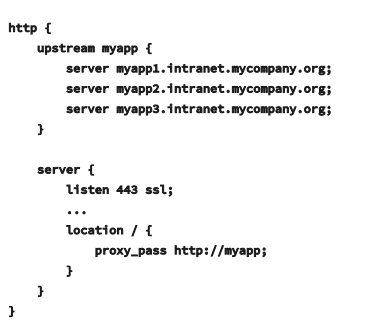 http {
    upstream myapp {
        server myapp1.intranet.mycompany.org;
        server myapp2.intranet.mycompany.org;
        server myapp3.intranet.mycompany.org;
    }

    server {
        listen 443 ssl;
        ...
        location / {
            proxy_pass http://myapp;
        }
    }
}